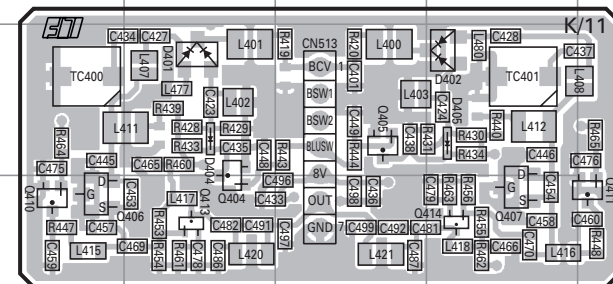 K/11
C434 C427 L401 R419 CN513 R420 L400 L480 C428
L407 D401 D402 C437
TC400 BCV 1 C401 TC401 L408
L477 C423 L402 BSW1 L403 C424 D405
R439 R440
L411 R428 R429 BSW2 C449 Q405 C438 R431 R430 L412 R465
R464 R433 C435 BLUSW R444 R434
C475 C445 C465 R460 D404 C448 R443 C446 C476
Q404 C496 8V
Q410 D G S C453 L417 Q413 C433 OUT C498 C436 C479 R463 R456 D G S C454 Q411
Q406 Q414 Q407
R447 C457 R453 C482 C491 C497 GND 7 C499 C492 C481 R455 C458 C460
C459 L415 C469 R454 R461 C478 C486 L420 L421 C487 L418 R462 C466 C470 L416 R448